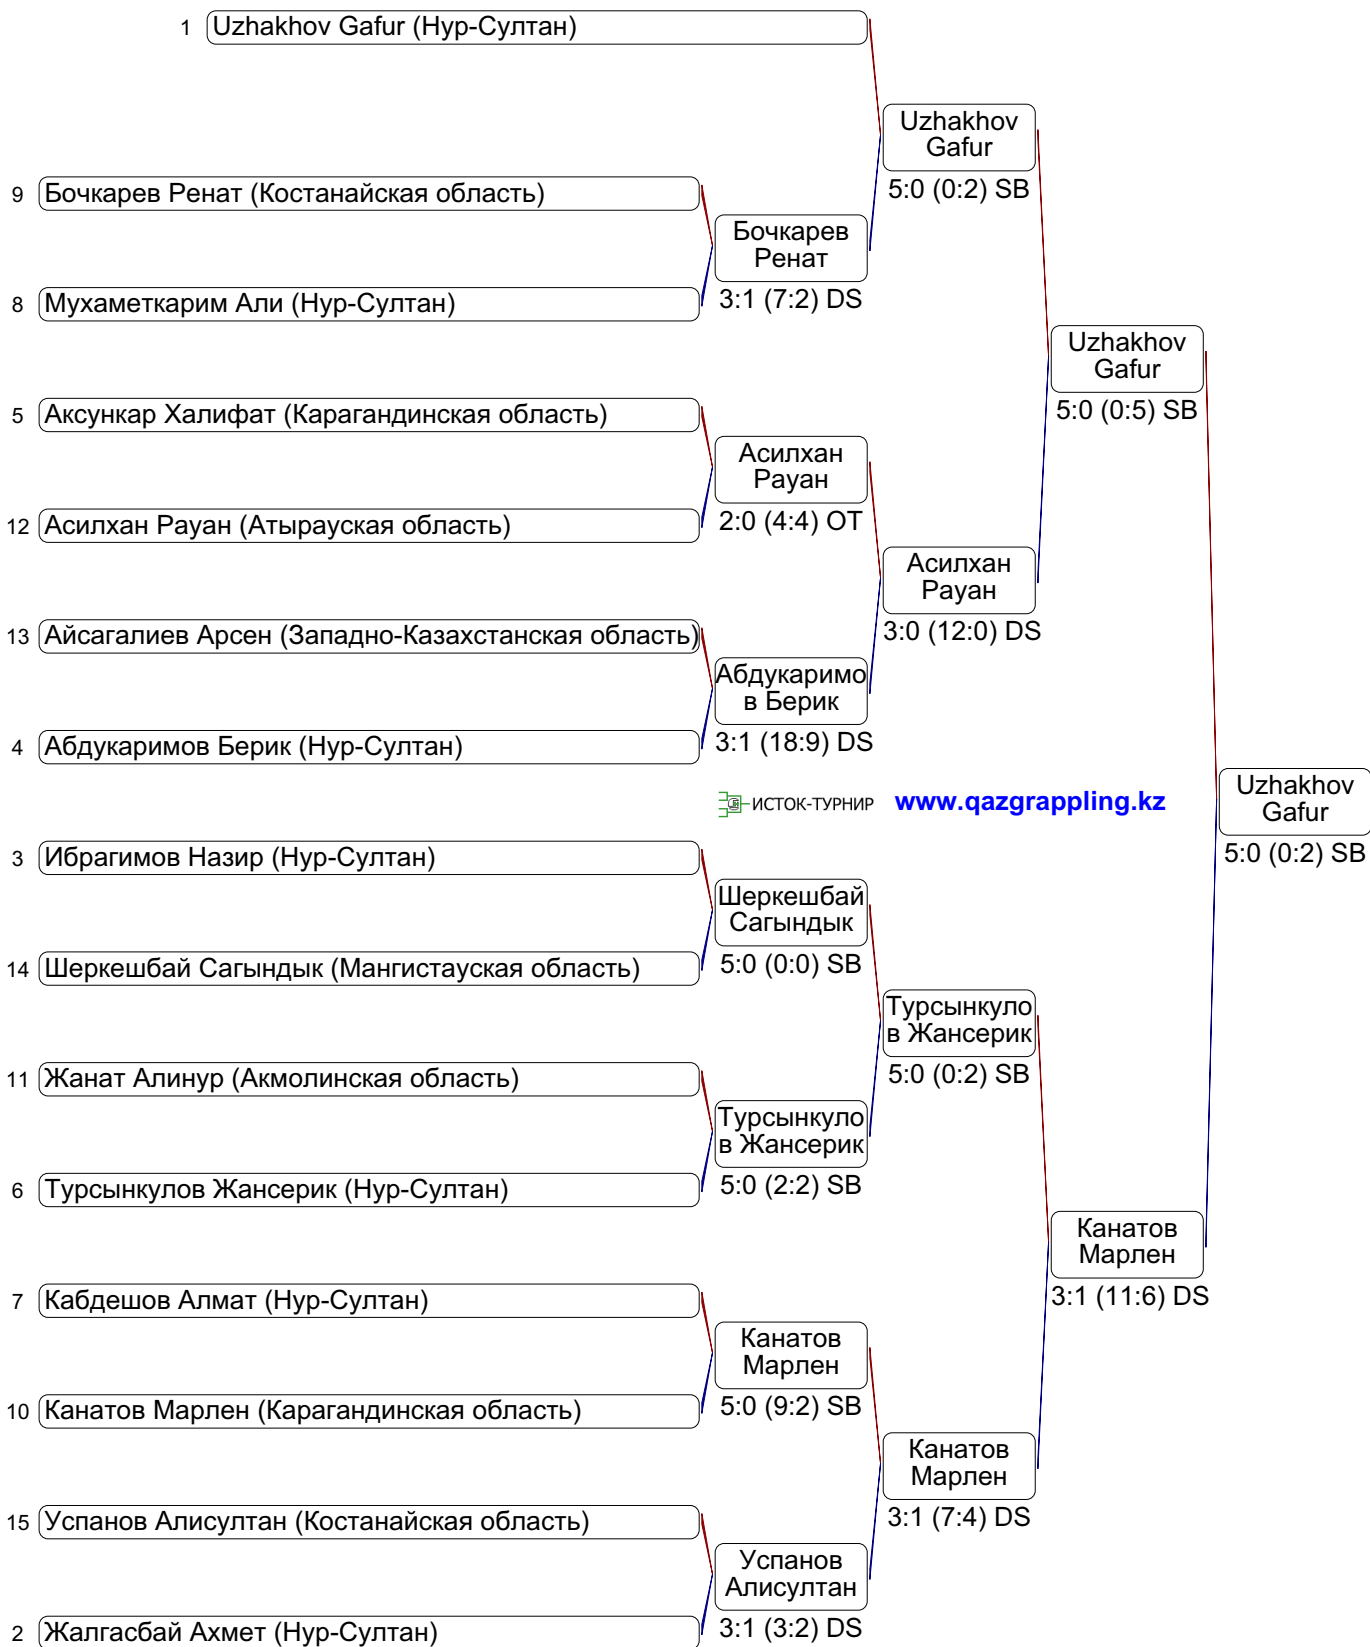 1 Uzhakhov Gafur (Нур-Султан)
Uzhakhov
Gafur
5:0 (0:2) SB
9 Бочкарев Ренат (Костанайская область)
Бочкарев
Ренат
3:1 (7:2) DS
8 Мухаметкарим Али (Нур-Султан)
Uzhakhov
Gafur
5:0 (0:5) SB
5 Аксункар Халифат (Карагандинская область)
Асилхан
Рауан
2:0 (4:4) OT
12 Асилхан Рауан (Атырауская область)
Асилхан
Рауан
3:0 (12:0) DS
13 Айсагалиев Арсен (Западно-Казахстанская область)
Абдукаримо
в Берик
3:1 (18:9) DS
4 Абдукаримов Берик (Нур-Султан)
ИСТОК-ТУРНИР www.qazgrappling.kz
Uzhakhov
Gafur
5:0 (0:2) SB
3 Ибрагимов Назир (Нур-Султан)
Шеркешбай
Сагындык
5:0 (0:0) SB
14 Шеркешбай Сагындык (Мангистауская область)
Турсынкуло
в Жансерик
5:0 (0:2) SB
11 Жанат Алинур (Акмолинская область)
Турсынкуло
в Жансерик
5:0 (2:2) SB
6 Турсынкулов Жансерик (Нур-Султан)
Канатов
Марлен
3:1 (11:6) DS
7 Кабдешов Алмат (Нур-Султан)
Канатов
Марлен
5:0 (9:2) SB
10 Канатов Марлен (Карагандинская область)
Канатов
Марлен
3:1 (7:4) DS
15 Успанов Алисултан (Костанайская область)
Успанов
Алисултан
3:1 (3:2) DS
2 Жалгасбай Ахмет (Нур-Султан)